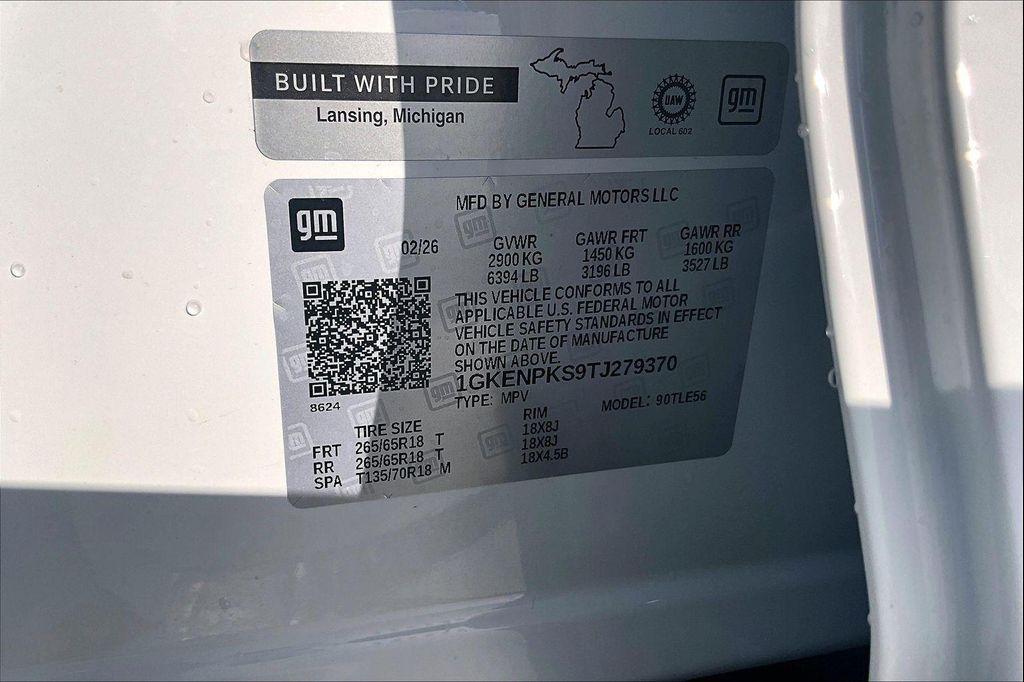 BUILT WITH PRIDE
Lansing, Michigan
UAW
LOCAL 602
gm
gm
MFD BY GENERAL MOTORS LLC
02/26 GVWR GAWR FRT GAWR RR
2900 KG 1450 KG 1600 KG
6394 LB 3196 LB 3527 LB
THIS VEHICLE CONFORMS TO ALL
APPLICABLE U.S. FEDERAL MOTOR
VEHICLE SAFETY STANDARDS IN EFFECT
ON THE DATE OF MANUFACTURE
SHOWN ABOVE.
1GKENPKS9TJ279370
TYPE: MPV MODEL: 90TLE56
8624
TIRE SIZE RIM
FRT 265/65R18 T 18X8J
RR 265/65R18 T 18X8J
SPA T135/70R18 M 18X4.5B